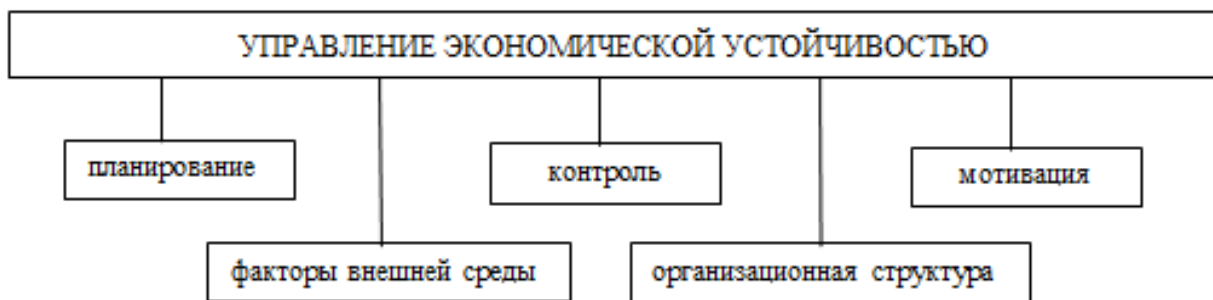 УПРАВЛЕНИЕ ЭКОНОМИЧЕСКОЙ УСТОЙЧИВОСТЬЮ
планирование
контроль
мотивация
факторы внешней среды
организационная структура